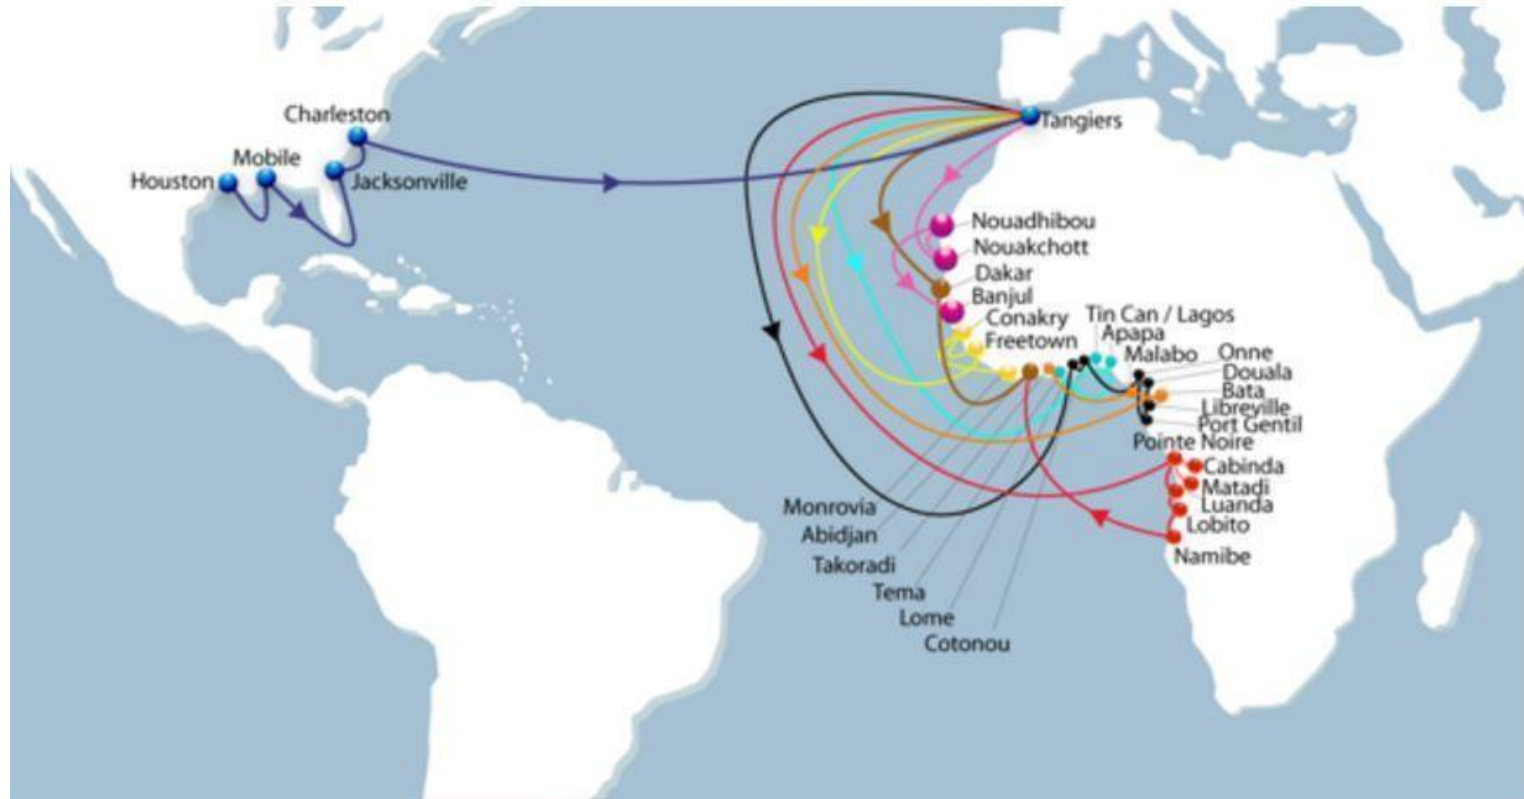 Charleston
Mobile
Houston
Jacksonville
Tangiers
Nouadhibou
Nouakchott
Dakar
Banjul
Conakry
Freetown
Tin Can / Lagos
Apapa
Malabo
Onne
Douala
Bata
Libreville
Port Gentil
Pointe Noire
Cabinda
Matadi
Luanda
Lobito
Namibe
Monrovia
Abidjan
Takoradi
Tema
Lome
Cotonou